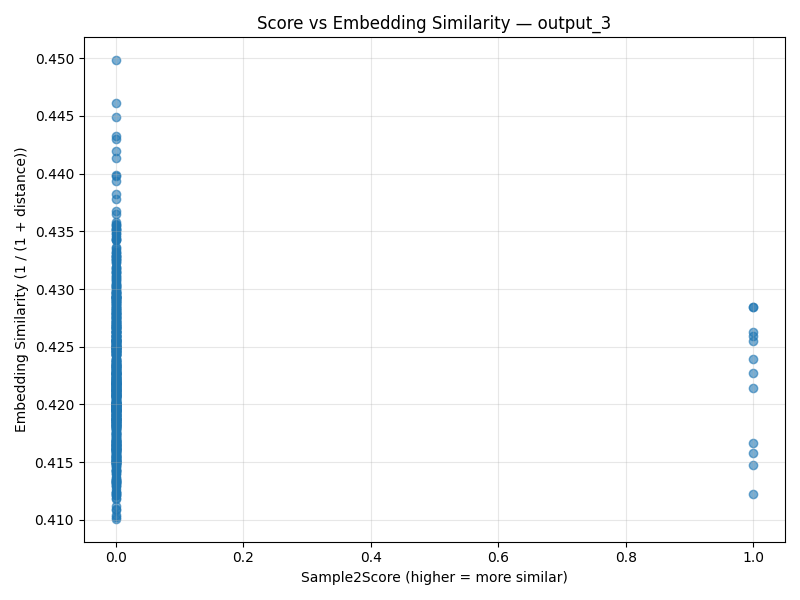 Score vs Embedding Similarity — output_3
Embedding Similarity (1 / (1 + distance))
0.450
0.445
0.440
0.435
0.430
0.425
0.420
0.415
0.410
0.0 0.2 0.4 0.6 0.8 1.0
Sample2Score (higher = more similar)